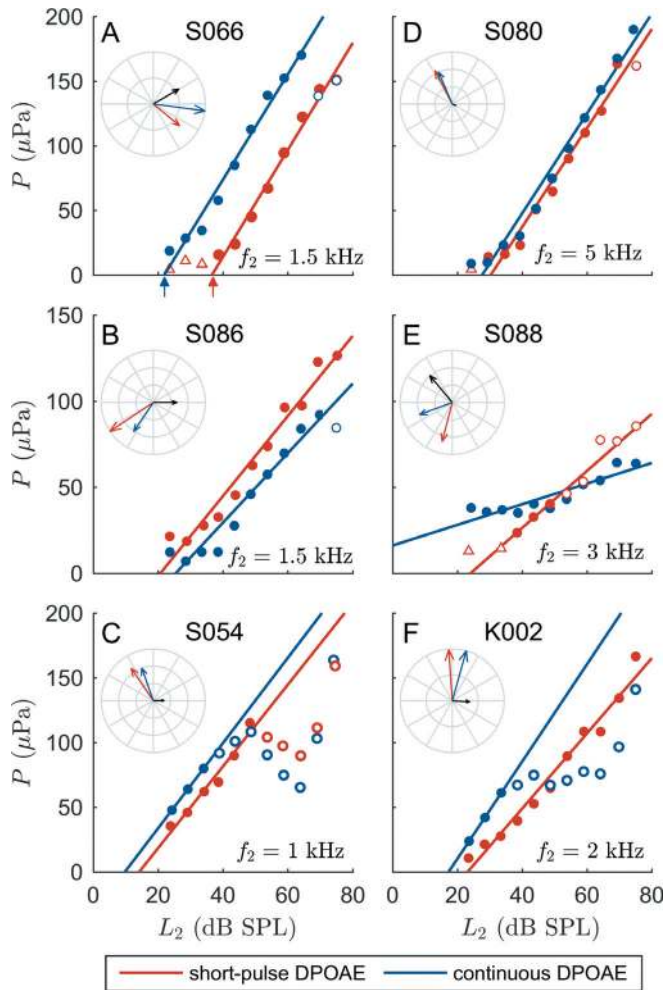 A S066
200
150
100
50
0
P (μPa)
f₂ = 1.5 kHz
D S080
f₂ = 5 kHz
B S086
150
100
50
0
P (μPa)
f₂ = 1.5 kHz
E S088
f₂ = 3 kHz
C S054
200
150
100
50
0
P (μPa)
f₂ = 1 kHz
F K002
f₂ = 2 kHz
0 20 40 60 80
0 20 40 60 80
L₂ (dB SPL)
L₂ (dB SPL)
short-pulse DPOAE
continuous DPOAE